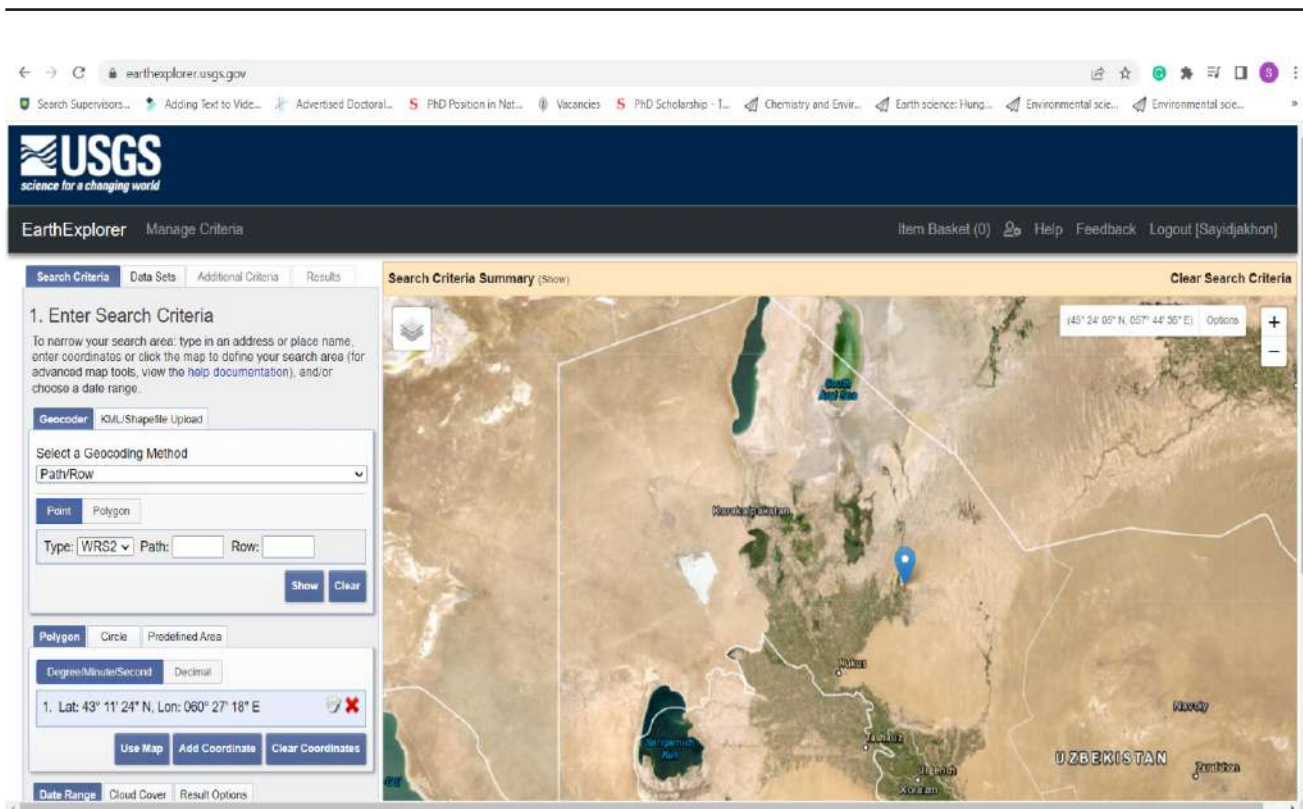 earthexplorer.usgs.gov
Search Supervisors... Adding Text to Vide... Advertised Doctoral... PhD Position in Nat... Vacancies PhD Scholarship - T... Chemistry and Envir... Earth science: Hung... Environmental scie... Environmental scie... »
USGS
science for a changing world
EarthExplorer Manage Criteria Item Basket (0) Help Feedback Logout [Sayidjakhon]
Search Criteria Data Sets Additional Criteria Results
Search Criteria Summary (Show) Clear Search Criteria
1. Enter Search Criteria
To narrow your search area: type in an address or place name,
enter coordinates or click the map to define your search area (for
advanced map tools, view the help documentation), and/or
choose a date range.
Geocoder KML/Shapefile Upload
Select a Geocoding Method
Path/Row
Point Polygon
Type: WRS2 Path: Row:
Show Clear
Polygon Circle Predefined Area
Degree/Minute/Second Decimal
1. Lat: 43° 11' 24" N, Lon: 060° 27' 18" E
Use Map Add Coordinate Clear Coordinates
Date Range Cloud Cover Result Options
(45° 24' 05" N, 057° 44' 36" E) Options
+
−
South
Aral Sea
Karakalpakstan
Nukus
Navoiy
Sarigamish
Kuli
Tashauz
UZBEKISTAN
Zarafshan
Urgench
Xorazm